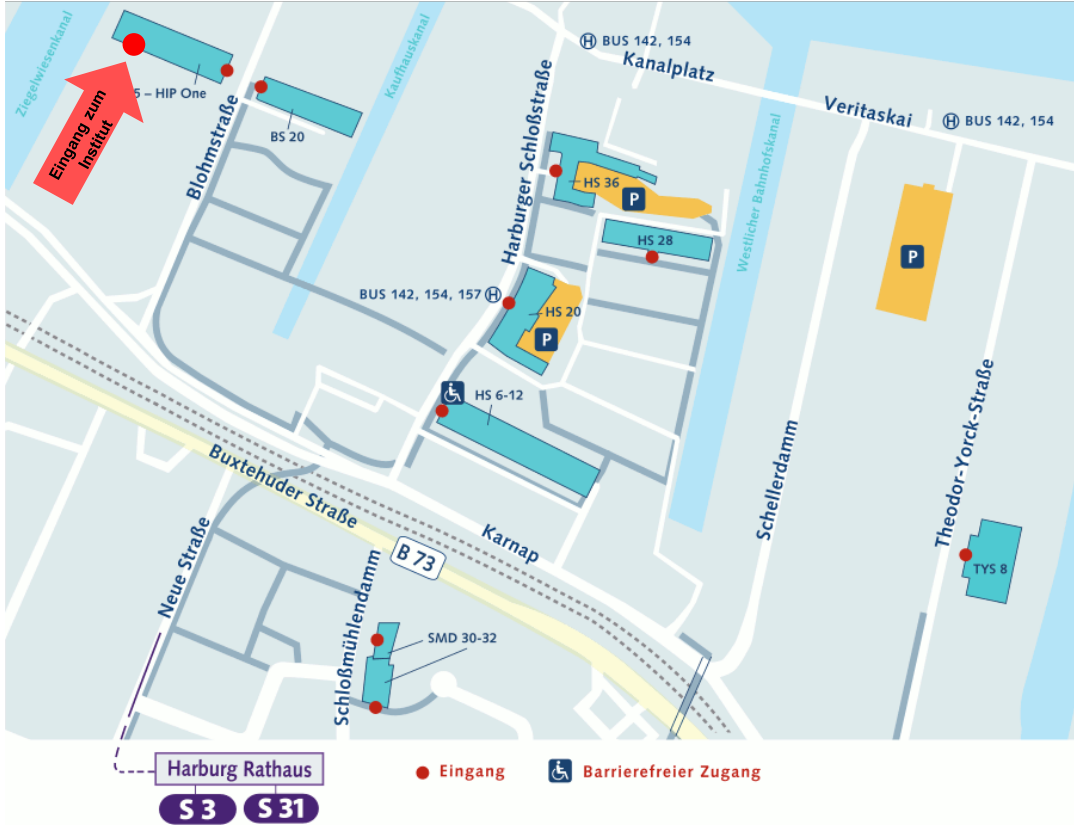 Ziegelwiesenkanal
Kaufhauskanal
H BUS 142, 154
Kanalplatz
Veritaskai
H BUS 142, 154
5 – HIP One
Eingang zum
Institut
BS 20
Blohmstraße
Harburger Schloßstraße
HS 36
P
HS 28
Westlicher Bahnhofskanal
P
BUS 142, 154, 157 H
HS 20
P
HS 6-12
Buxtehuder Straße
Karnap
B 73
Schellerdamm
Theodor-Yorck-Straße
TYS 8
Neue Straße
Schloßmühlendamm
SMD 30-32
Harburg Rathaus
S 3
S 31
Eingang
Barrierefreier Zugang